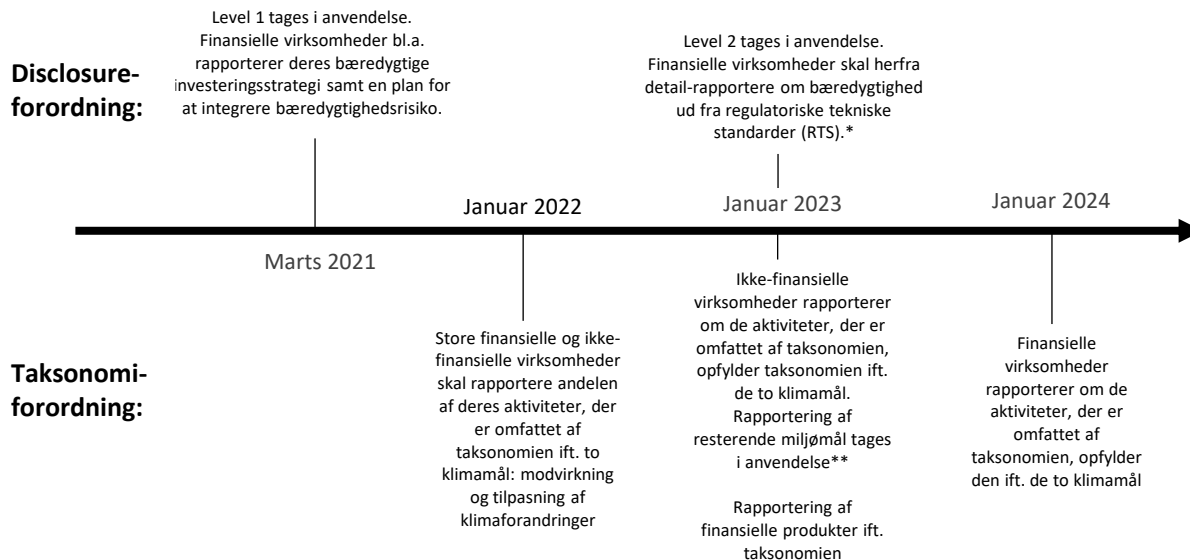 Disclosure-
forordning:
Level 1 tages i anvendelse.
Finansielle virksomheder bl.a.
rapporterer deres bæredygtige
investeringsstrategi samt en plan for
at integrere bæredygtighedsrisiko.
Level 2 tages i anvendelse.
Finansielle virksomheder skal herfra
detail-rapportere om bæredygtighed
ud fra regulatoriske tekniske
standarder (RTS).*
Marts 2021
Januar 2022
Januar 2023
Januar 2024
Taksonomi-
forordning:
Store finansielle og ikke-
finansielle virksomheder
skal rapportere andelen
af deres aktiviteter, der
er omfattet af
taksonomien ift. to
klimamål: modvirkning
og tilpasning af
klimaforandringer
Ikke-finansielle
virksomheder rapporterer
om de aktiviteter, der er
omfattet af taksonomien,
opfylder taksonomien ift.
de to klimamål.
Rapportering af
resterende miljømål tages
i anvendelse**
Rapportering af
finansielle produkter ift.
taksonomien
Finansielle
virksomheder
rapporterer om de
aktiviteter, der er
omfattet af
taksonomien, opfylder
den ift. de to klimamål